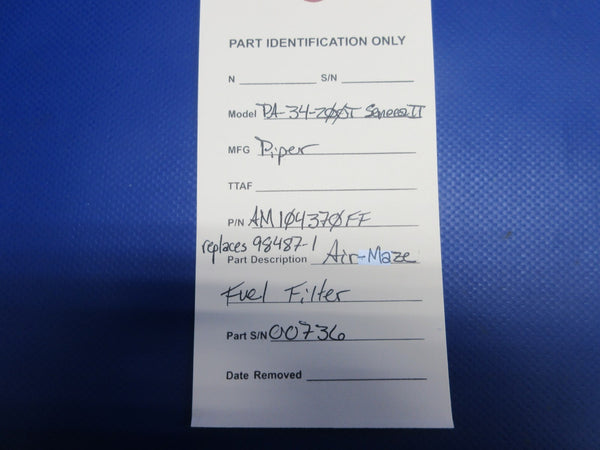 PART IDENTIFICATION ONLY
N S/N
Model PA-34-200T Seneca II
MFG Piper
TTAF
P/N AM104370FF
replaces 98487-1
Part Description Air-Maze
Fuel Filter
Part S/N 00736
Date Removed